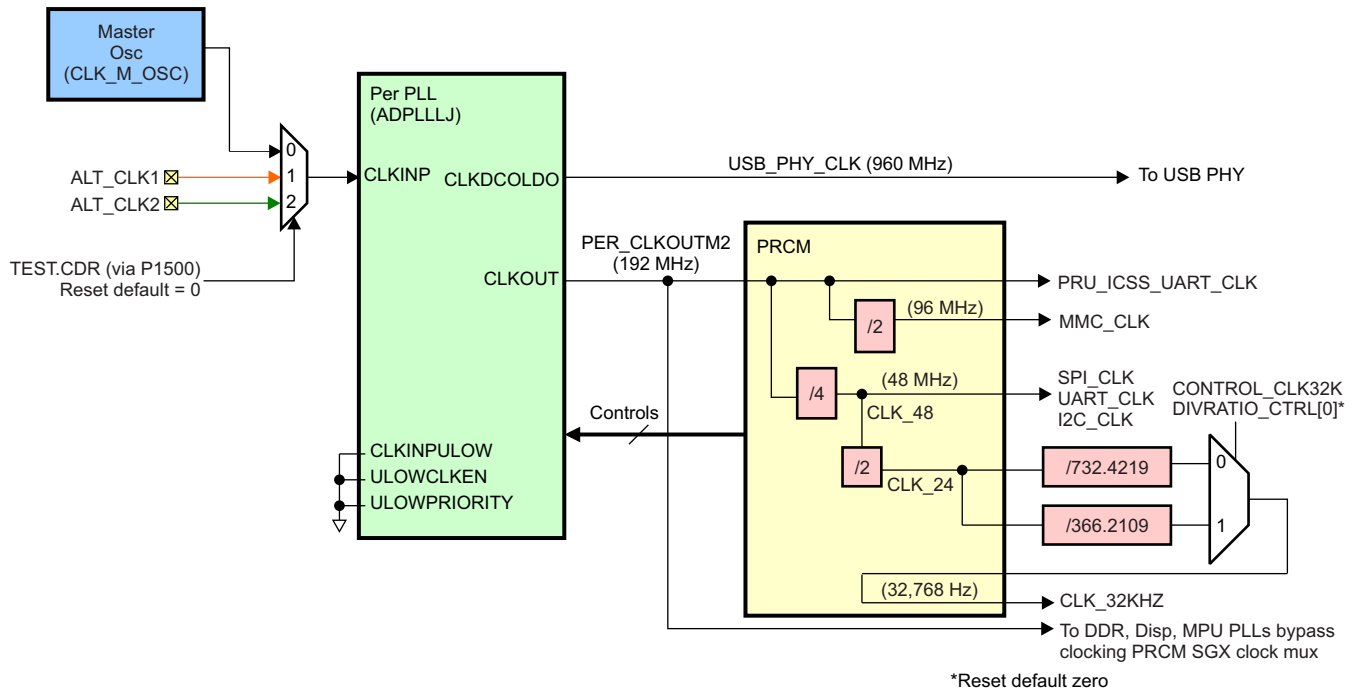 Master
Osc
(CLK_M_OSC)
Per PLL
(ADPLLLJ)
0
1
2
ALT_CLK1
ALT_CLK2
TEST.CDR (via P1500)
Reset default = 0
CLKINP
CLKDCOLDO
USB_PHY_CLK (960 MHz)
To USB PHY
CLKOUT
PER_CLKOUTM2
(192 MHz)
PRCM
PRU_ICSS_UART_CLK
/2
(96 MHz)
MMC_CLK
/4
(48 MHz)
CLK_48
SPI_CLK
UART_CLK
I2C_CLK
CONTROL_CLK32K
DIVRATIO_CTRL[0]*
Controls
CLKINPULOW
ULOWCLKEN
ULOWPRIORITY
/2
CLK_24
/732.4219
0
/366.2109
1
(32,768 Hz)
CLK_32KHZ
To DDR, Disp, MPU PLLs bypass
clocking PRCM SGX clock mux
*Reset default zero